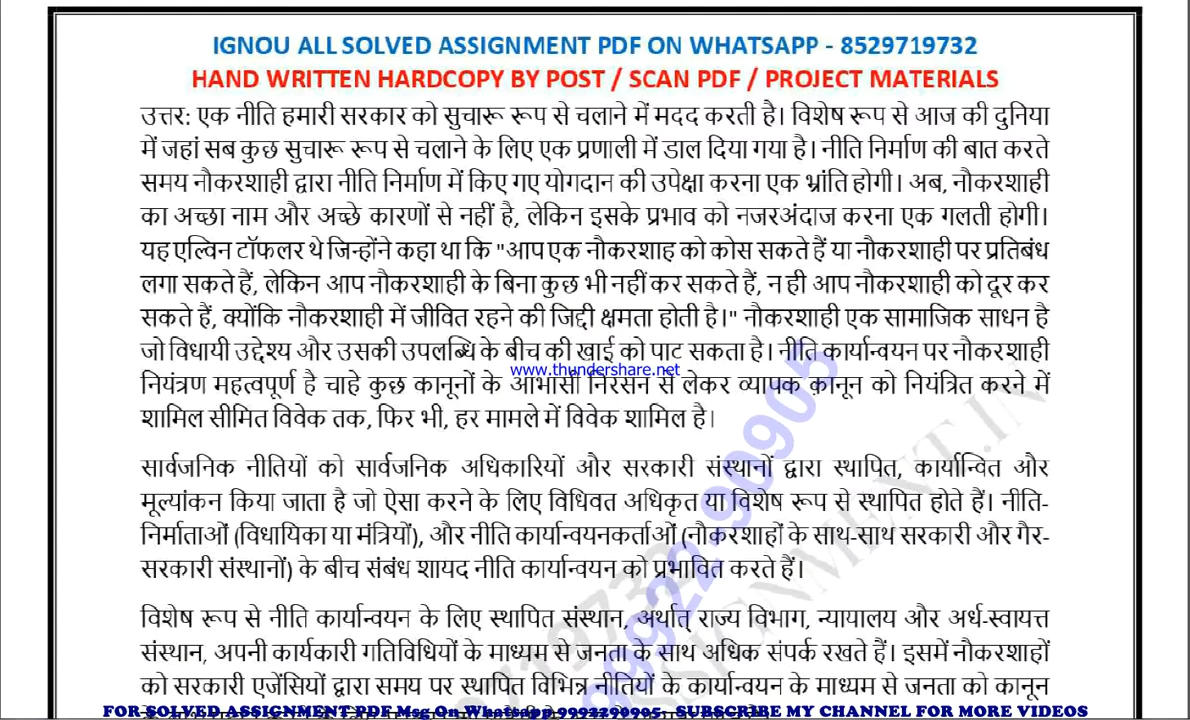 IGNOU ALL SOLVED ASSIGNMENT PDF ON WHATSAPP - 8529719732
HAND WRITTEN HARDCOPY BY POST / SCAN PDF / PROJECT MATERIALS
उत्तर: एक नीति हमारी सरकार को सुचारू रूप से चलाने में मदद करती है। विशेष रूप से आज की दुनिया
में जहां सब कुछ सुचारू रूप से चलाने के लिए एक प्रणाली में डाल दिया गया है। नीति निर्माण की बात करते
समय नौकरशाही द्वारा नीति निर्माण में किए गए योगदान की उपेक्षा करना एक भ्रांति होगी। अब, नौकरशाही
का अच्छा नाम और अच्छे कारणों से नहीं है, लेकिन इसके प्रभाव को नजरअंदाज करना एक गलती होगी।
यह एल्विन टॉफलर थे जिन्होंने कहा था कि "आप एक नौकरशाह को कोस सकते हैं या नौकरशाही पर प्रतिबंध
लगा सकते हैं, लेकिन आप नौकरशाही के बिना कुछ भी नहीं कर सकते हैं, न ही आप नौकरशाही को दूर कर
सकते हैं, क्योंकि नौकरशाही में जीवित रहने की जिद्दी क्षमता होती है।" नौकरशाही एक सामाजिक साधन है
जो विधायी उद्देश्य और उसकी उपलब्धि के बीच की खाई को पाट सकता है। नीति कार्यान्वयन पर नौकरशाही
www.thundershare.net
नियंत्रण महत्वपूर्ण है चाहे कुछ कानूनों के आभासी निरसन से लेकर व्यापक क़ानून को नियंत्रित करने में
शामिल सीमित विवेक तक, फिर भी, हर मामले में विवेक शामिल है।
सार्वजनिक नीतियों को सार्वजनिक अधिकारियों और सरकारी संस्थानों द्वारा स्थापित, कार्यान्वित और
मूल्यांकन किया जाता है जो ऐसा करने के लिए विधिवत अधिकृत या विशेष रूप से स्थापित होते हैं। नीति-
निर्माताओं (विधायिका या मंत्रियों), और नीति कार्यान्वयनकर्ताओं (नौकरशाहों के साथ-साथ सरकारी और गैर-
सरकारी संस्थानों) के बीच संबंध शायद नीति कार्यान्वयन को प्रभावित करते हैं।
विशेष रूप से नीति कार्यान्वयन के लिए स्थापित संस्थान, अर्थात् राज्य विभाग, न्यायालय और अर्ध-स्वायत्त
संस्थान, अपनी कार्यकारी गतिविधियों के माध्यम से जनता के साथ अधिक संपर्क रखते हैं। इसमें नौकरशाहों
को सरकारी एजेंसियों द्वारा समय पर स्थापित विभिन्न नीतियों के कार्यान्वयन के माध्यम से जनता को कानून
FOR SOLVED ASSIGNMENT PDF Msg On Whatsapp 9992290905- SUBSCRIBE MY CHANNEL FOR MORE VIDEOS